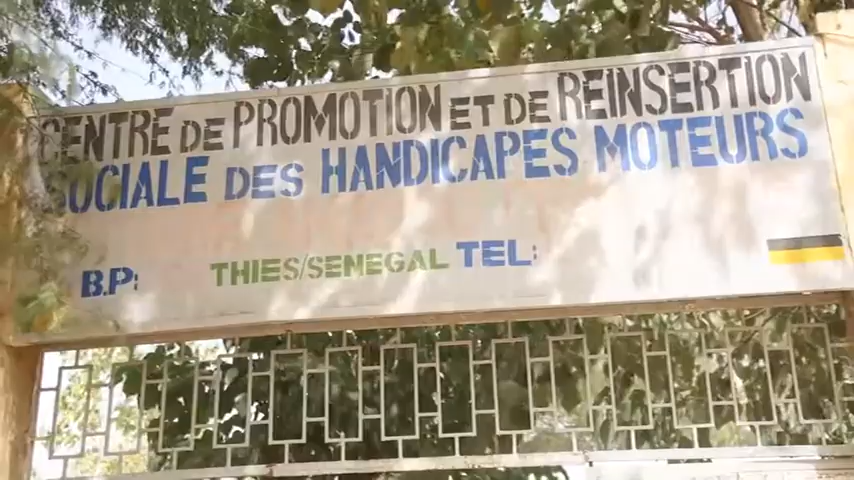 CENTRE DE PROMOTION ET DE REINSERTION
SOCIALE DES HANDICAPES MOTEURS
B.P: THIES/SENEGAL TEL: